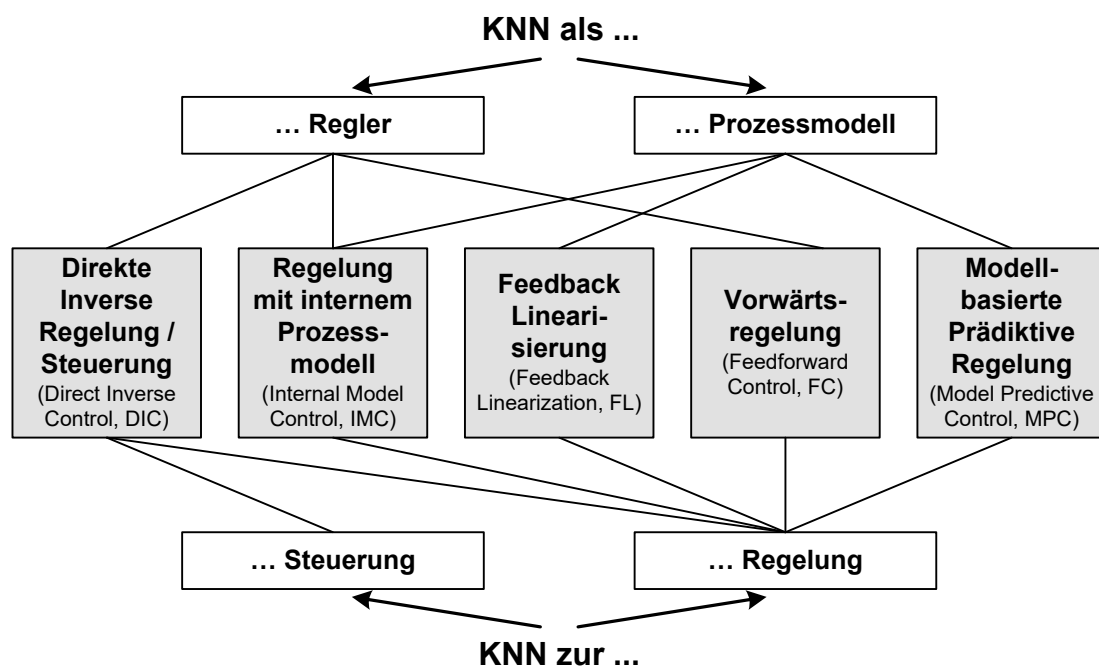 KNN als ...
... Regler
... Prozessmodell
Direkte
Inverse
Regelung /
Steuerung
(Direct Inverse
Control, DIC)
Regelung
mit internem
Prozess-
modell
(Internal Model
Control, IMC)
Feedback
Lineari-
sierung
(Feedback
Linearization, FL)
Vorwärts-
regelung
(Feedforward
Control, FC)
Modell-
basierte
Prädiktive
Regelung
(Model Predictive
Control, MPC)
... Steuerung
... Regelung
KNN zur ...